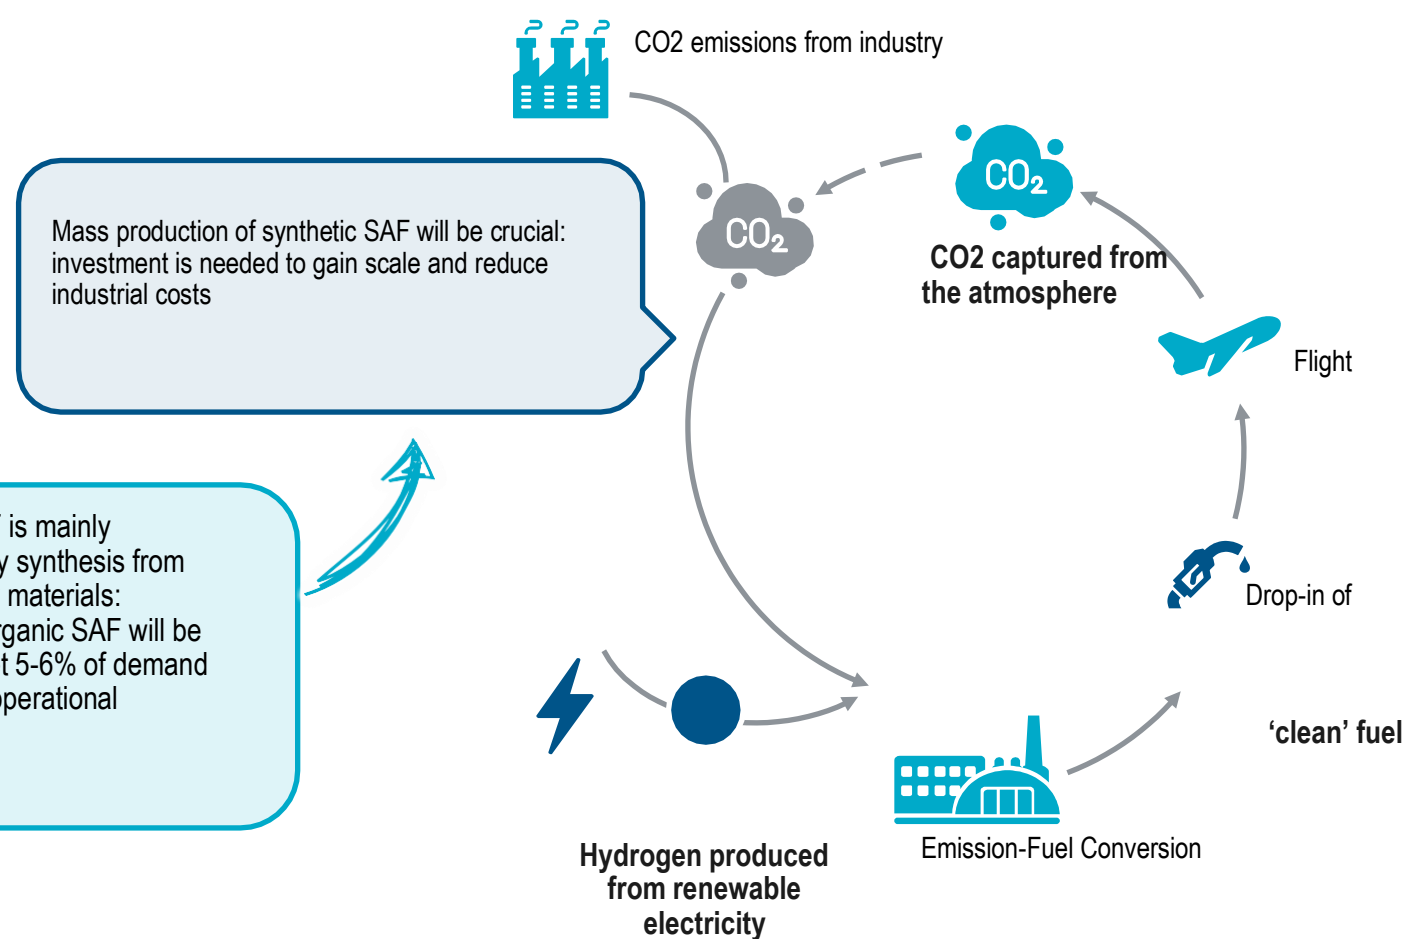 CO2 emissions from industry
CO₂
CO₂
CO2 captured from
the atmosphere
Mass production of synthetic SAF will be crucial:
investment is needed to gain scale and reduce
industrial costs
Flight
is mainly
synthesis from
materials:
SAF will be
5-6% of demand
Drop-in of
‘clean’ fuel
Emission-Fuel Conversion
Hydrogen produced
from renewable
electricity